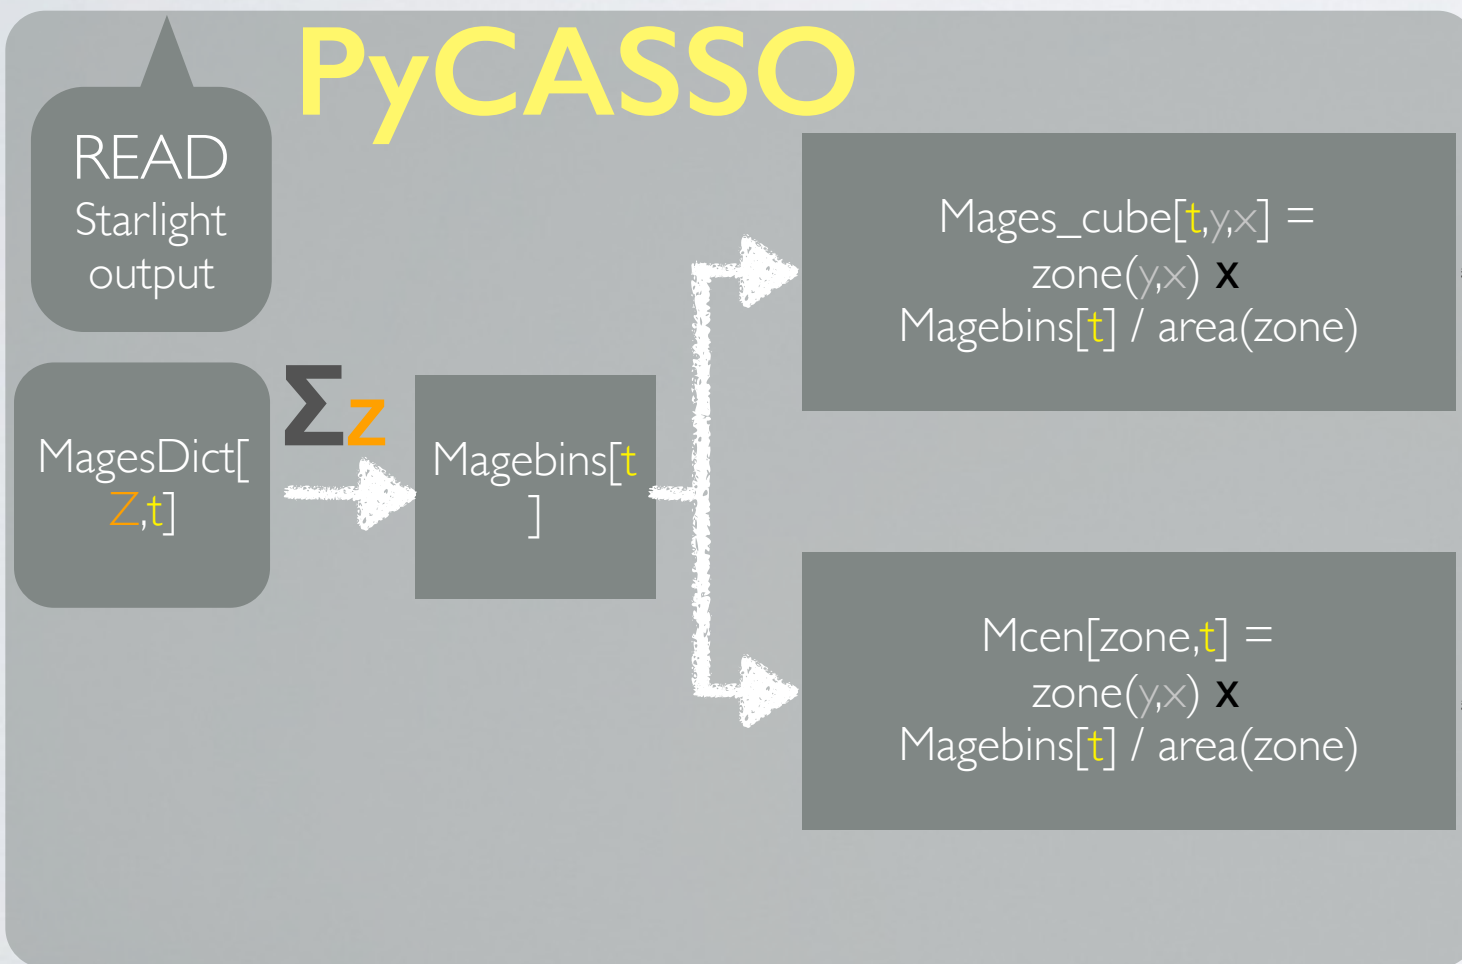 PyCASSO
READ
Starlight
output
MagesDict[
Z,t]
Σz
Magebins[t
]
Mages_cube[t,y,x] =
zone(y,x) x
Magebins[t] / area(zone)
Mcen[zone,t] =
zone(y,x) x
Magebins[t] / area(zone)